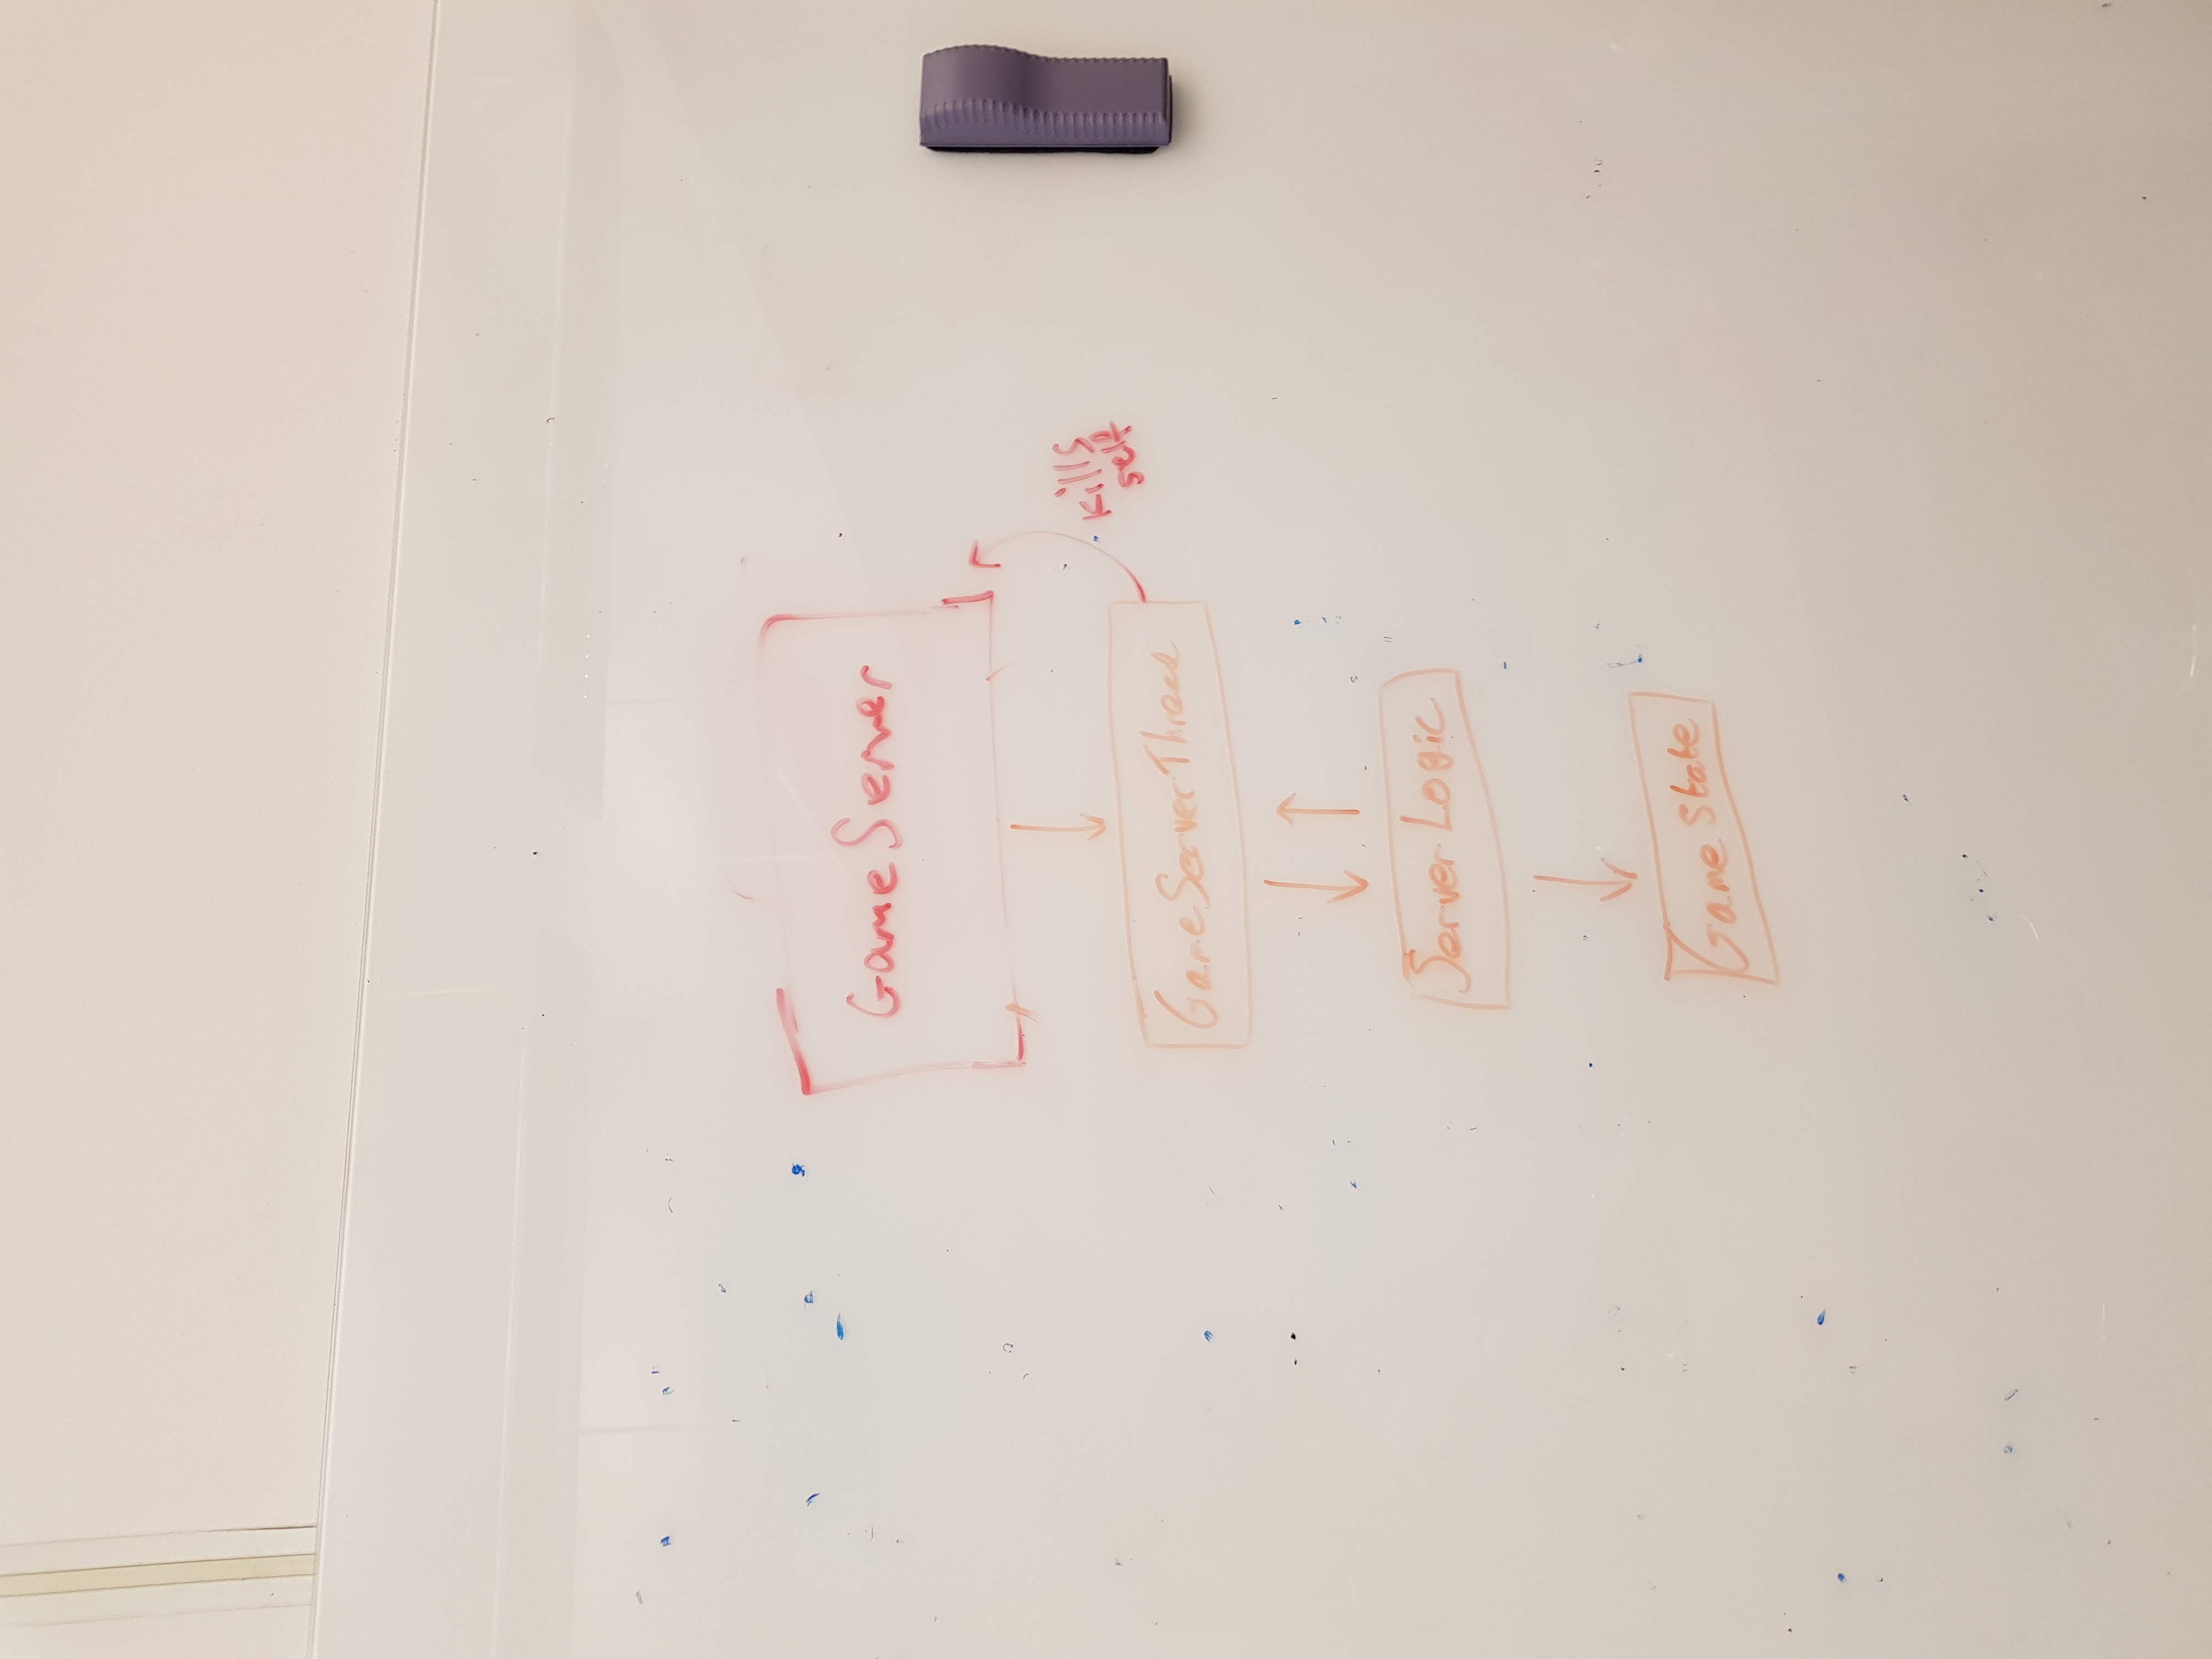 GameServer
kills
self
GameServerThread
Server Logic
Game State